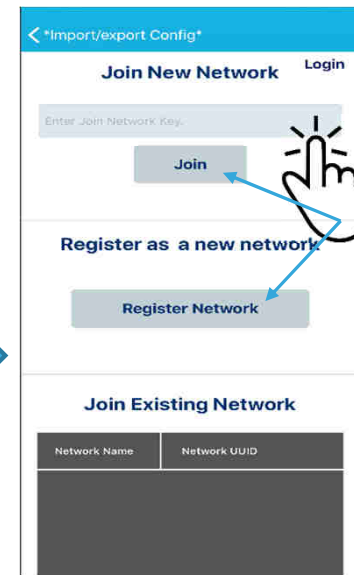 *Import/export Config*
Join New Network
Login
Enter Join Network Key.
Join
Register as a new network
Register Network
Join Existing Network
Network Name
Network UUID